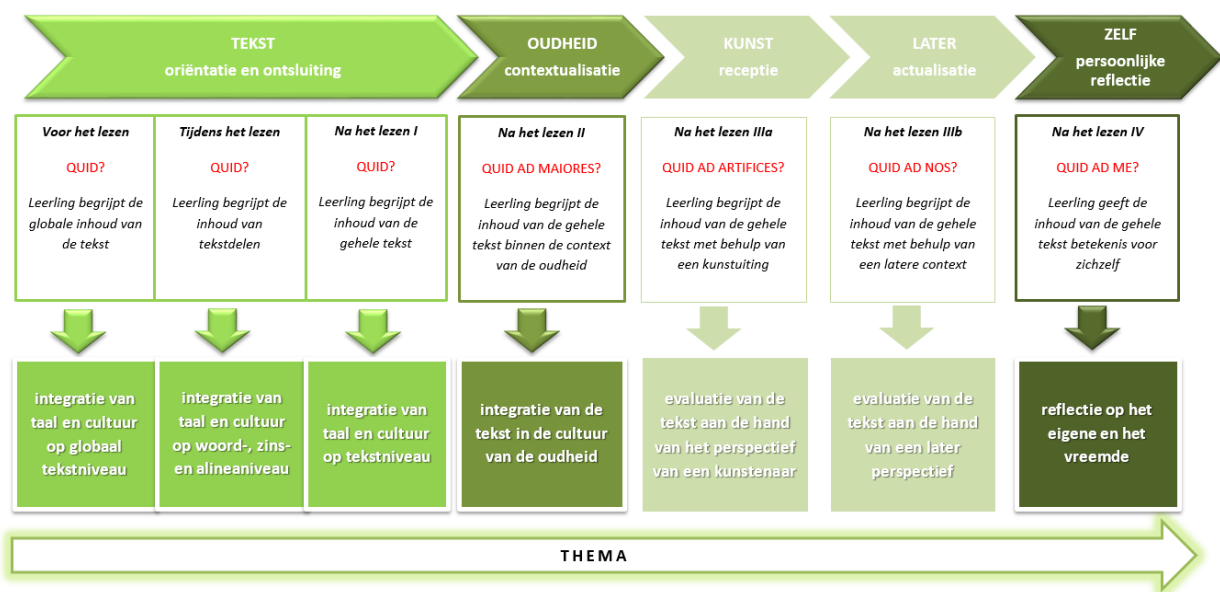 TEKST
oriëntatie en ontsluiting
OUDHEID
contextualisatie
KUNST
receptie
LATER
actualisatie
ZELF
persoonlijke
reflectie
Voor het lezen
QUID?
Leerling begrijpt de
globale inhoud van
de tekst
Tijdens het lezen
QUID?
Leerling begrijpt de
inhoud van
tekstdelen
Na het lezen I
QUID?
Leerling begrijpt de
inhoud van de
gehele tekst
Na het lezen II
QUID AD MAIORES?
Leerling begrijpt de
inhoud van de gehele
tekst binnen de context
van de oudheid
Na het lezen IIIa
QUID AD ARTIFICES?
Leerling begrijpt de
inhoud van de gehele
tekst met behulp van
een kunstuiting
Na het lezen IIIb
QUID AD NOS?
Leerling begrijpt de
inhoud van de gehele
tekst met behulp van
een latere context
Na het lezen IV
QUID AD ME?
Leerling geeft de
inhoud van de gehele
tekst betekenis voor
zichzelf
integratie van
taal en cultuur
op globaal
tekstniveau
integratie van
taal en cultuur
op woord-, zins-
en alineaniveau
integratie van
taal en cultuur
op tekstniveau
integratie van de
tekst in de cultuur
van de oudheid
evaluatie van de
tekst aan de hand
van het perspectief
van een kunstenaar
evaluatie van de
tekst aan de hand
van een later
perspectief
reflectie op het
eigene en het
vreemde
THEMA